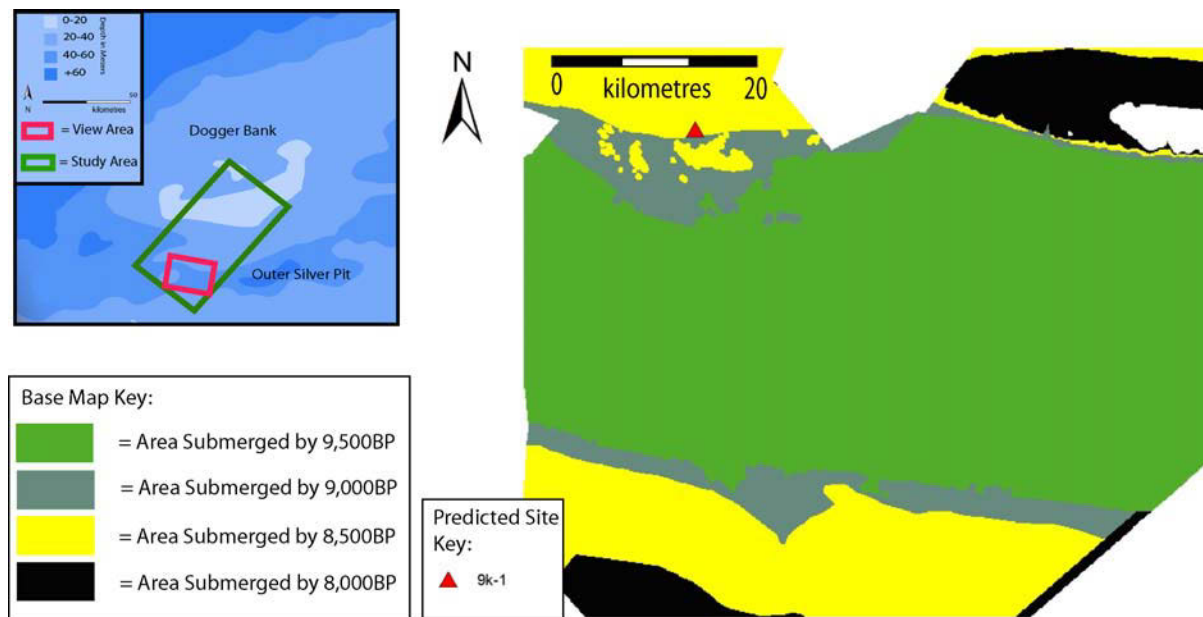 0-20
20-40
40-60
+60
Depth in Meters
N
50
kilometres
= View Area
= Study Area
Dogger Bank
Outer Silver Pit
Base Map Key:
= Area Submerged by 9,500BP
= Area Submerged by 9,000BP
= Area Submerged by 8,500BP
= Area Submerged by 8,000BP
N
0 kilometres 20
Predicted Site
Key:
9k-1